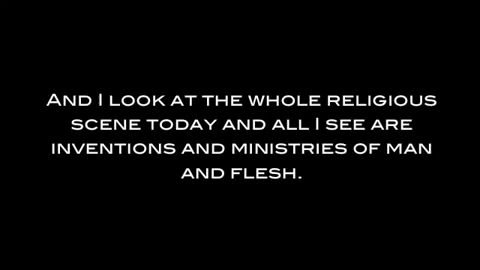 And I look at the whole religious
scene today and all I see are
inventions and ministries of man
and flesh.